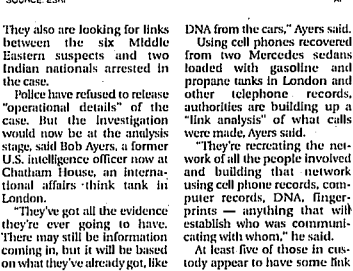 SOURCE: ESRI
AP
They also are looking for links
between the six Middle
Eastern suspects and two
Indian nationals arrested in
the case.
Police have refused to release
"operational details" of the
case. But the investigation
would now be at the analysis
stage, said Bob Ayers, a former
U.S. intelligence officer now at
Chatham House, an interna-
tional affairs think tank in
London.
"They've got all the evidence
they're ever going to have.
There may still be information
coming in, but it will be based
on what they've already got, like
DNA from the cars," Ayers said.
Using cell phones recovered
from two Mercedes sedans
loaded with gasoline and
propane tanks in London and
other telephone records,
authorities are building up a
"link analysis" of what calls
were made, Ayers said.
"They're recreating the net-
work of all the people involved
and building that network
using cell phone records, com-
puter records, DNA, finger-
prints — anything that will
establish who was communi-
cating with whom," he said.
At least five of those in cus-
tody appear to have some link